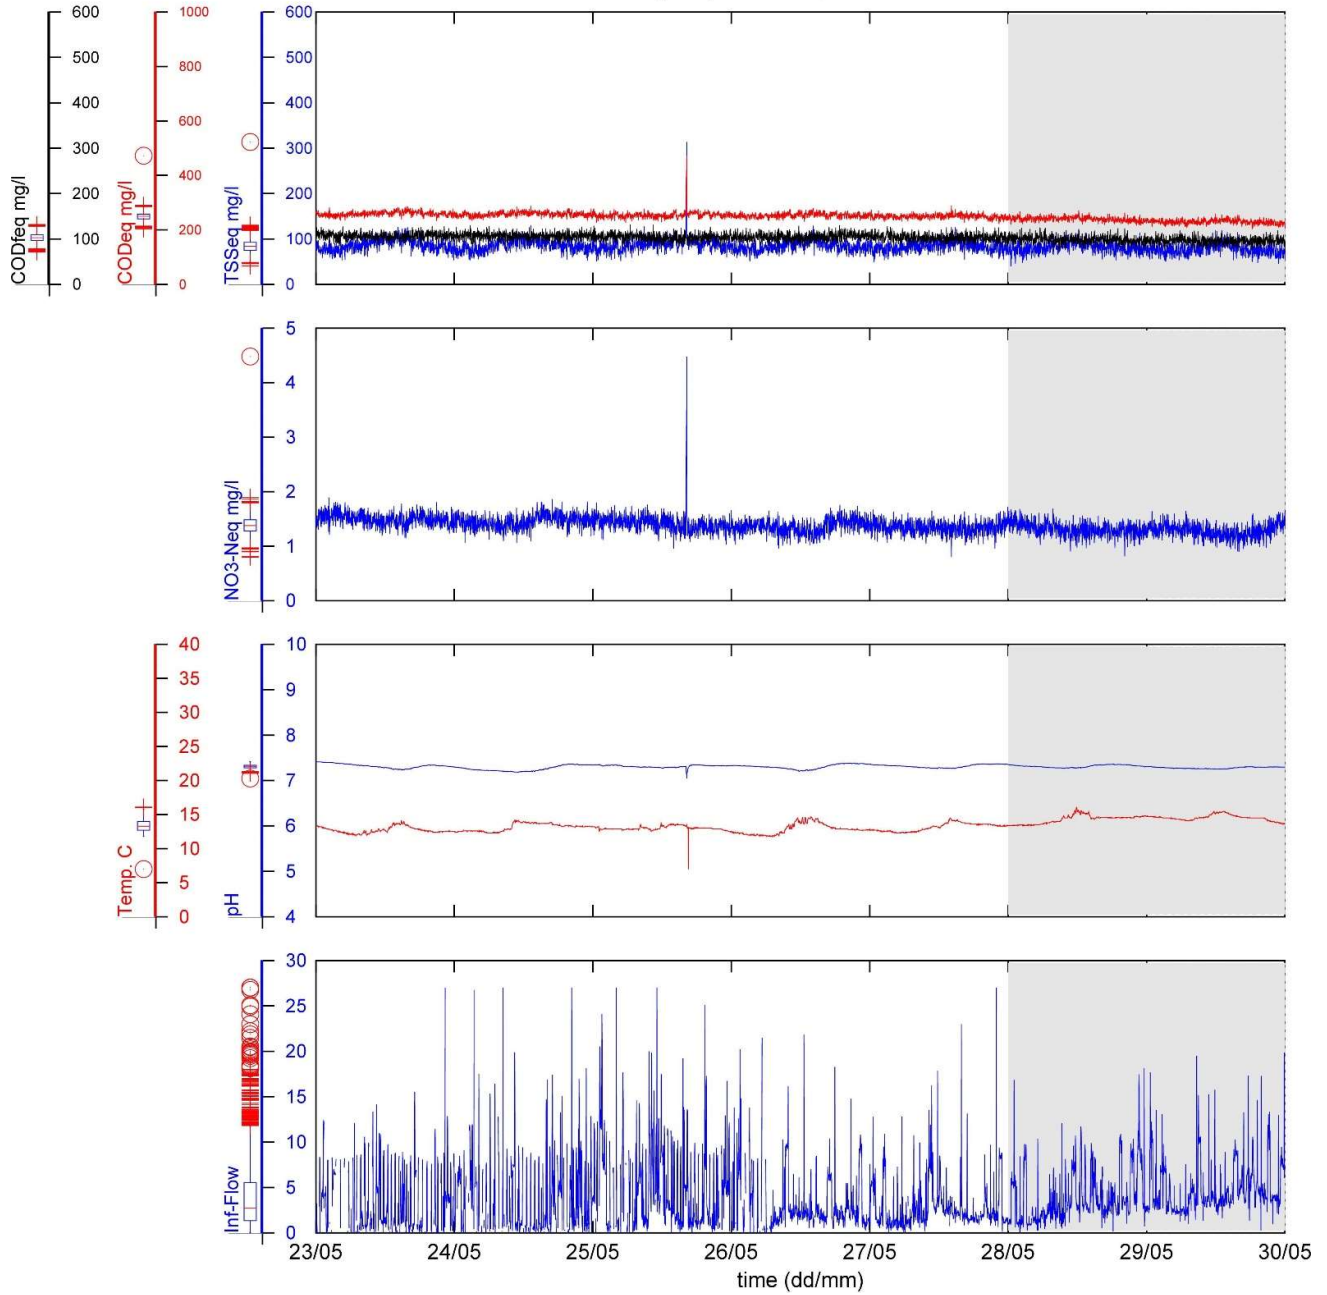 600 1000 600
500 800 500
400 600 400
300 400 300
200 200 200
100 0 100
0 0
CODfeq mg/l
CODeq mg/l
TSSeq mg/l
5
4
3
2
1
0
NO3-Neq mg/l
40 10
35 9
30 8
25 7
20 6
15 5
10 4
5
0
Temp. C
pH
30
25
20
15
10
5
0
Inf-Flow
23/05 24/05 25/05 26/05 27/05 28/05 29/05 30/05
time (dd/mm)